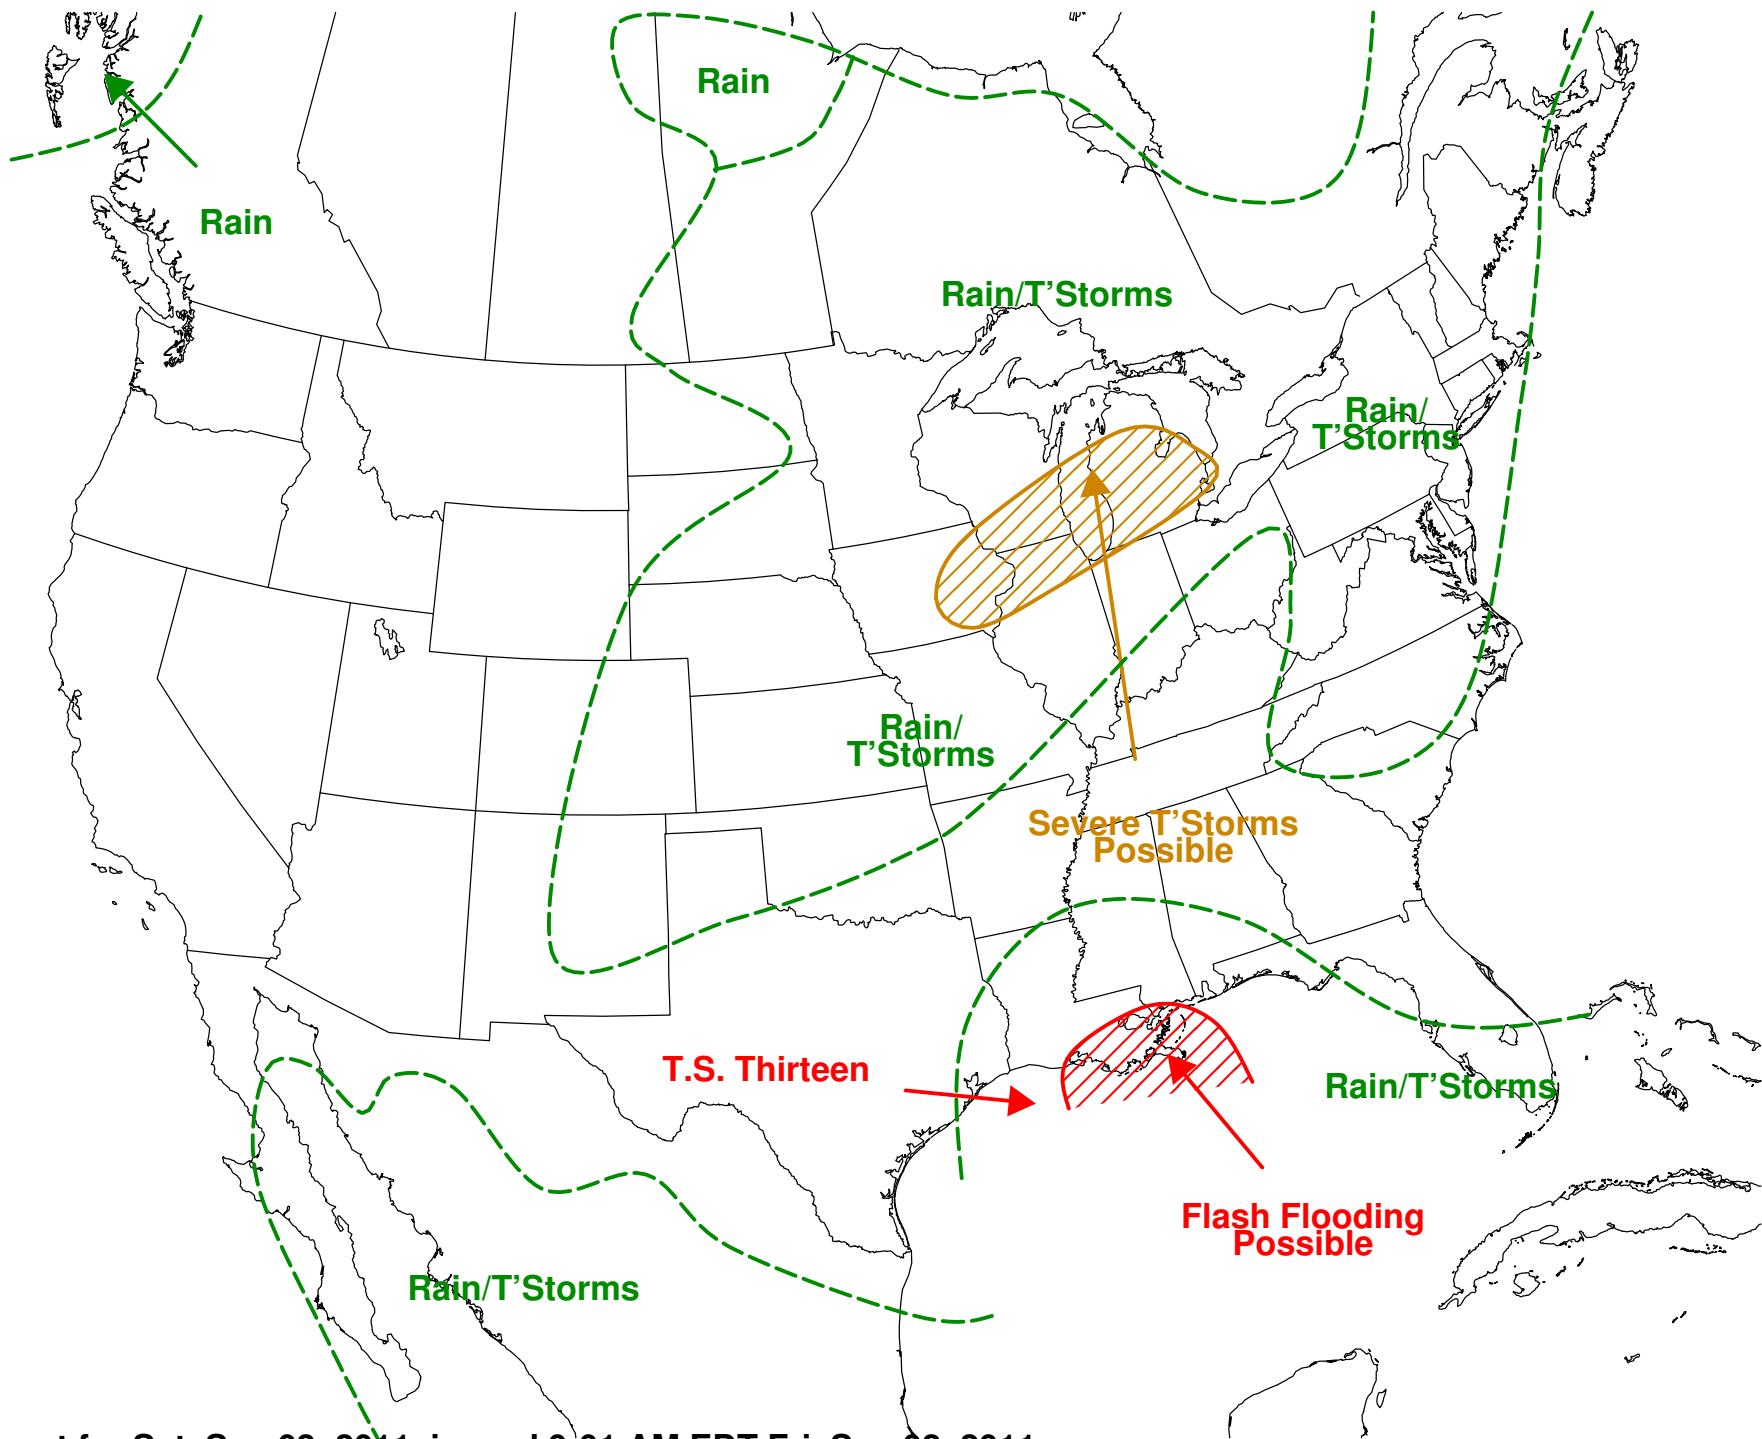 Rain
Rain
Rain/T'Storms
Rain/
T'Storms
Rain/
T'Storms
Severe T'Storms
Possible
T.S. Thirteen
Rain/T'Storms
Flash Flooding
Possible
Rain/T'Storms